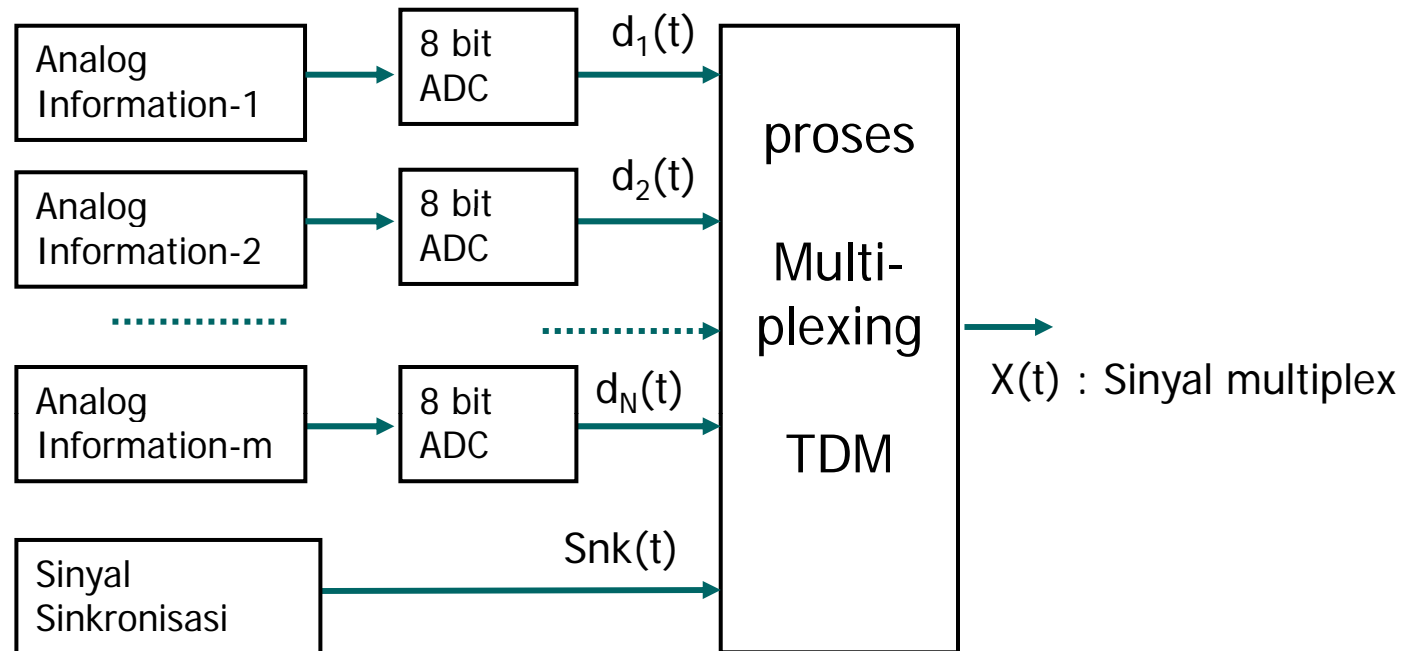 Analog
Information-1
8 bit
ADC
d₁(t)
Analog
Information-2
8 bit
ADC
d₂(t)
Analog
Information-m
8 bit
ADC
d_N(t)
Sinyal
Sinkronisasi
Snk(t)
proses
Multi-
plexing
TDM
X(t) : Sinyal multiplex